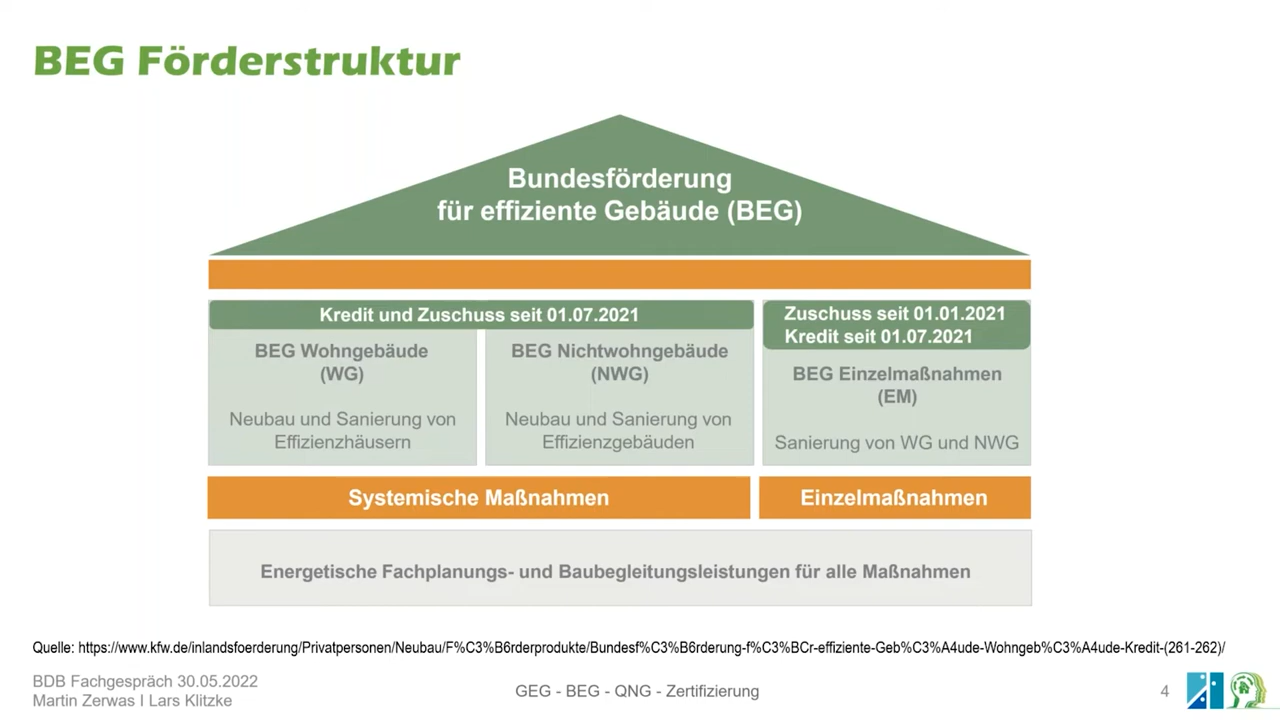 BEG Förderstruktur
Bundesförderung
für effiziente Gebäude (BEG)
Kredit und Zuschuss seit 01.07.2021
Zuschuss seit 01.01.2021
Kredit seit 01.07.2021
BEG Wohngebäude
(WG)
Neubau und Sanierung von
Effizienzhäusern
BEG Nichtwohngebäude
(NWG)
Neubau und Sanierung von
Effizienzgebäuden
BEG Einzelmaßnahmen
(EM)
Sanierung von WG und NWG
Systemische Maßnahmen
Einzelmaßnahmen
Energetische Fachplanungs- und Baubegleitungsleistungen für alle Maßnahmen
Quelle: https://www.kfw.de/inlandsfoerderung/Privatpersonen/Neubau/F%C3%B6rderprodukte/Bundesf%C3%B6rderung-f%C3%BCr-effiziente-Geb%C3%A4ude-Wohngeb%C3%A4ude-Kredit-(261-262)/
BDB Fachgespräch 30.05.2022
Martin Zerwas I Lars Klitzke
GEG - BEG - QNG - Zertifizierung
4